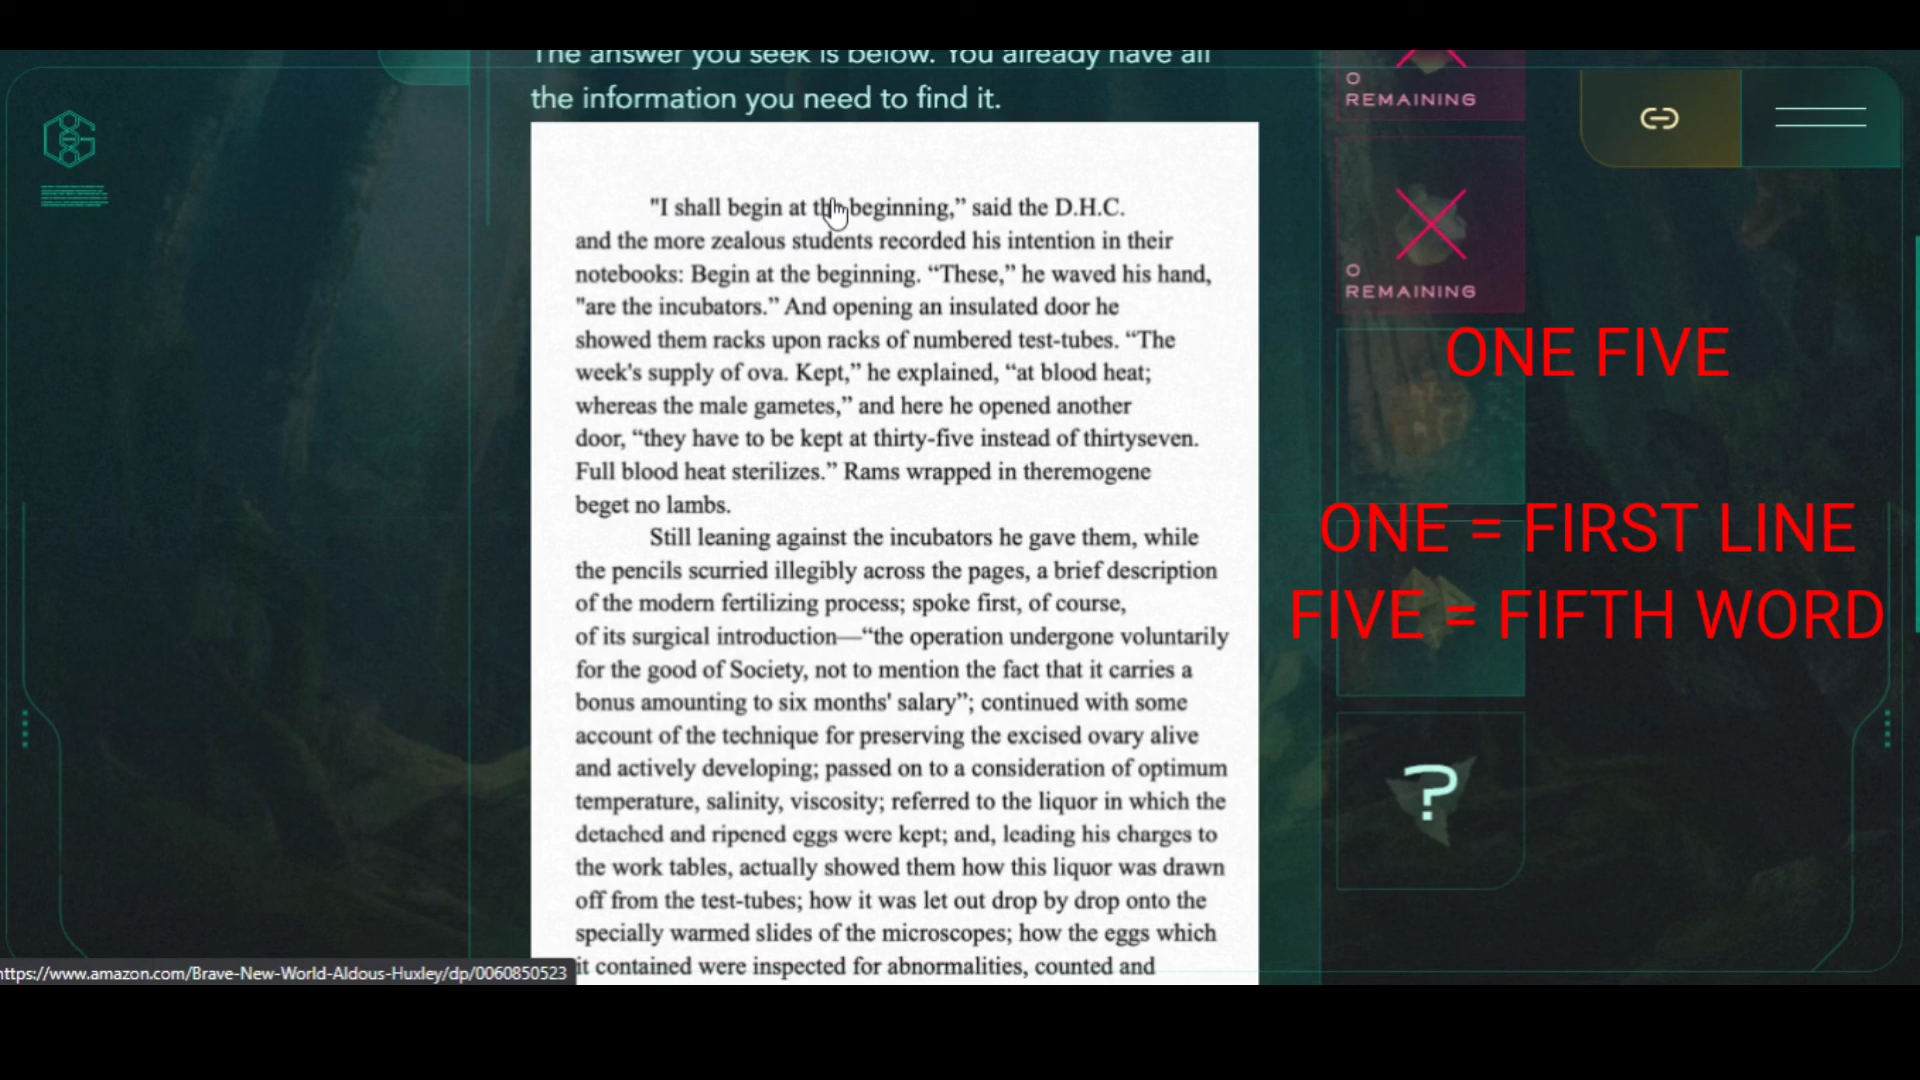 The answer you seek is below. You already have all
the information you need to find it.
"I shall begin at the beginning,” said the D.H.C.
and the more zealous students recorded his intention in their
notebooks: Begin at the beginning. “These,” he waved his hand,
"are the incubators.” And opening an insulated door he
showed them racks upon racks of numbered test-tubes. “The
week's supply of ova. Kept,” he explained, “at blood heat;
whereas the male gametes,” and here he opened another
door, “they have to be kept at thirty-five instead of thirtyseven.
Full blood heat sterilizes.” Rams wrapped in theremogene
beget no lambs.
Still leaning against the incubators he gave them, while
the pencils scurried illegibly across the pages, a brief description
of the modern fertilizing process; spoke first, of course,
of its surgical introduction—“the operation undergone voluntarily
for the good of Society, not to mention the fact that it carries a
bonus amounting to six months' salary”; continued with some
account of the technique for preserving the excised ovary alive
and actively developing; passed on to a consideration of optimum
temperature, salinity, viscosity; referred to the liquor in which the
detached and ripened eggs were kept; and, leading his charges to
the work tables, actually showed them how this liquor was drawn
off from the test-tubes; how it was let out drop by drop onto the
specially warmed slides of the microscopes; how the eggs which
it contained were inspected for abnormalities, counted and
0
REMAINING
0
REMAINING
ONE FIVE
ONE = FIRST LINE
FIVE = FIFTH WORD
?
https://www.amazon.com/Brave-New-World-Aldous-Huxley/dp/0060850523